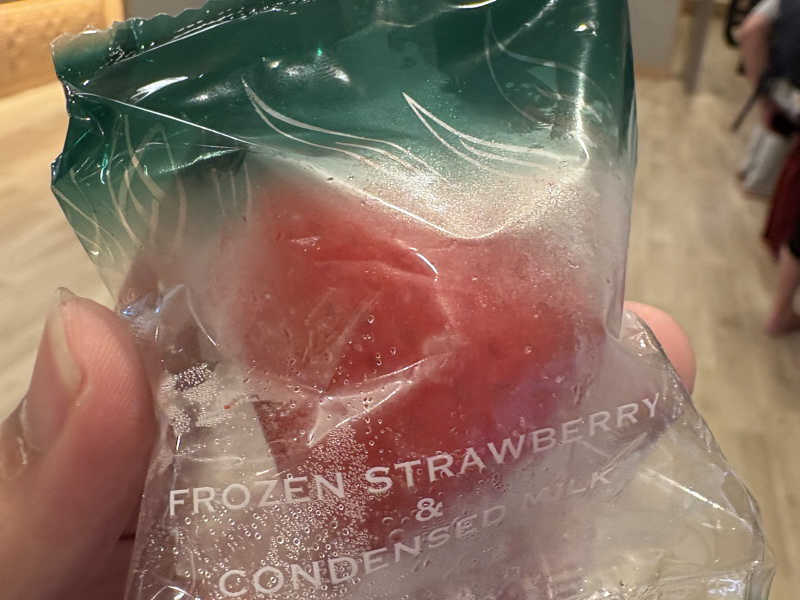 FROZEN STRAWBERRY
&
CONDENSED MILK